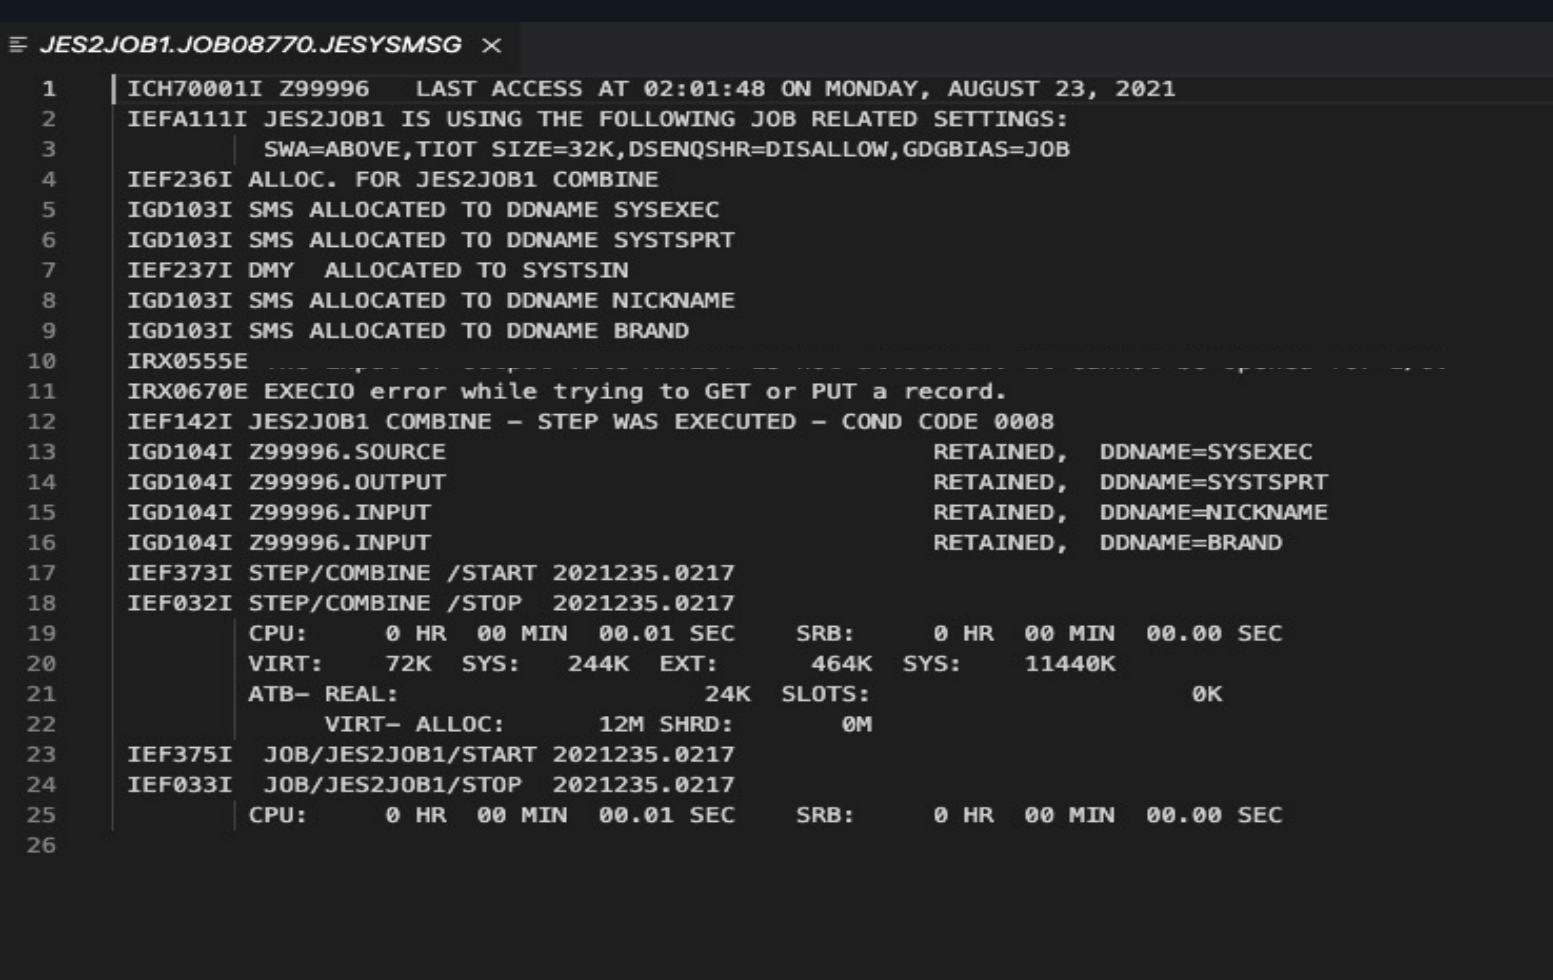 JES2JOB1.JOB08770.JESYSMSG ×
1 ICH70001I Z99996   LAST ACCESS AT 02:01:48 ON MONDAY, AUGUST 23, 2021
2 IEFA111I JES2JOB1 IS USING THE FOLLOWING JOB RELATED SETTINGS:
3          SWA=ABOVE,TIOT SIZE=32K,DSENQSHR=DISALLOW,GDGBIAS=JOB
4 IEF236I ALLOC. FOR JES2JOB1 COMBINE
5 IGD103I SMS ALLOCATED TO DDNAME SYSEXEC
6 IGD103I SMS ALLOCATED TO DDNAME SYSTSPRT
7 IEF237I DMY  ALLOCATED TO SYSTSIN
8 IGD103I SMS ALLOCATED TO DDNAME NICKNAME
9 IGD103I SMS ALLOCATED TO DDNAME BRAND
10 IRX0555E
11 IRX0670E EXECIO error while trying to GET or PUT a record.
12 IEF142I JES2JOB1 COMBINE – STEP WAS EXECUTED – COND CODE 0008
13 IGD104I Z99996.SOURCE                                RETAINED,  DDNAME=SYSEXEC
14 IGD104I Z99996.OUTPUT                                RETAINED,  DDNAME=SYSTSPRT
15 IGD104I Z99996.INPUT                                 RETAINED,  DDNAME=NICKNAME
16 IGD104I Z99996.INPUT                                 RETAINED,  DDNAME=BRAND
17 IEF373I STEP/COMBINE /START 2021235.0217
18 IEF032I STEP/COMBINE /STOP  2021235.0217
19         CPU:     0 HR  00 MIN  00.01 SEC    SRB:     0 HR  00 MIN  00.00 SEC
20         VIRT:    72K  SYS:   244K  EXT:      464K  SYS:    11440K
21         ATB– REAL:                    24K  SLOTS:                     0K
22              VIRT– ALLOC:      12M SHRD:       0M
23 IEF375I  JOB/JES2JOB1/START 2021235.0217
24 IEF033I  JOB/JES2JOB1/STOP  2021235.0217
25         CPU:     0 HR  00 MIN  00.01 SEC    SRB:     0 HR  00 MIN  00.00 SEC
26